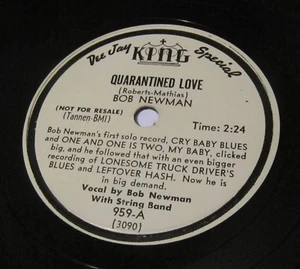 Dee Jay KING Special
QUARANTINED LOVE
(Roberts-Mathias)
BOB NEWMAN
(NOT FOR RESALE)
(Tannen-BMI)
Time: 2:24
Bob Newman's first solo record, CRY BABY BLUES
and ONE AND ONE IS TWO, MY BABY, clicked
big, and he followed that with an even bigger
recording of LONESOME TRUCK DRIVER'S
BLUES and LEFTOVER HASH. Now he is
in big demand.
Vocal by Bob Newman
With String Band
959-A
(3090)